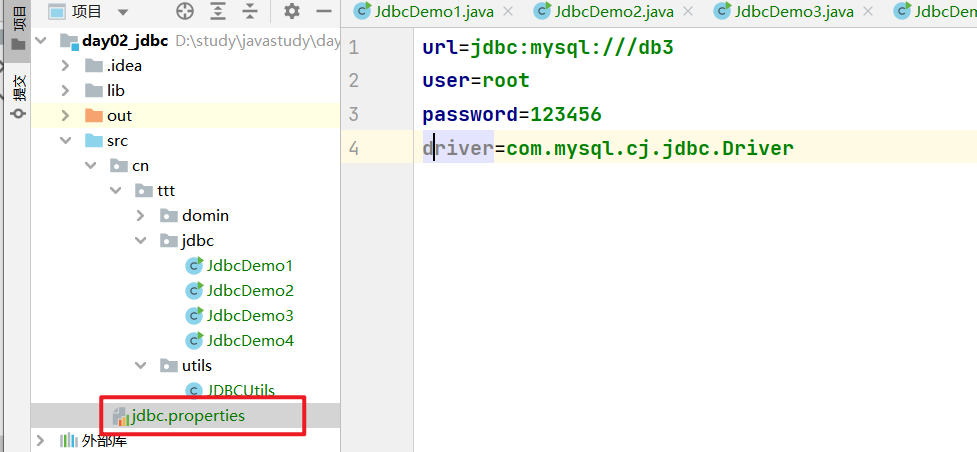 项目
提交
项目
day02_jdbc D:\study\javastudy\day
.idea
lib
out
src
cn
ttt
domin
jdbc
JdbcDemo1
JdbcDemo2
JdbcDemo3
JdbcDemo4
utils
JDBCUtils
jdbc.properties
外部库
JdbcDemo1.java
JdbcDemo2.java
JdbcDemo3.java
JdbcDem
1 url=jdbc:mysql:///db3
2 user=root
3 password=123456
4 driver=com.mysql.cj.jdbc.Driver